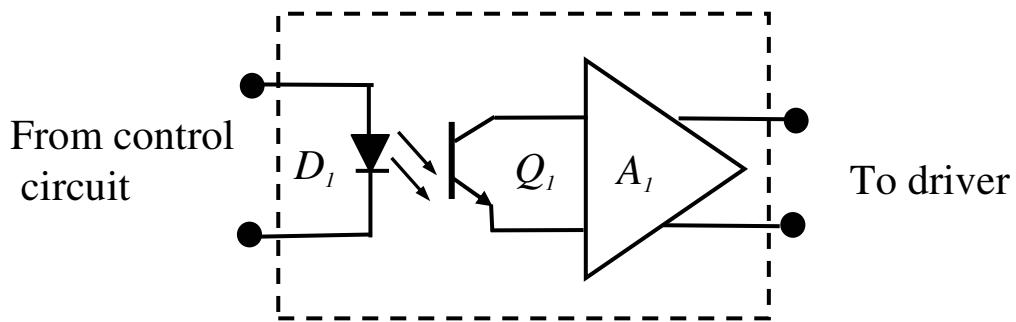 From control
circuit
D1
Q1
A1
To driver